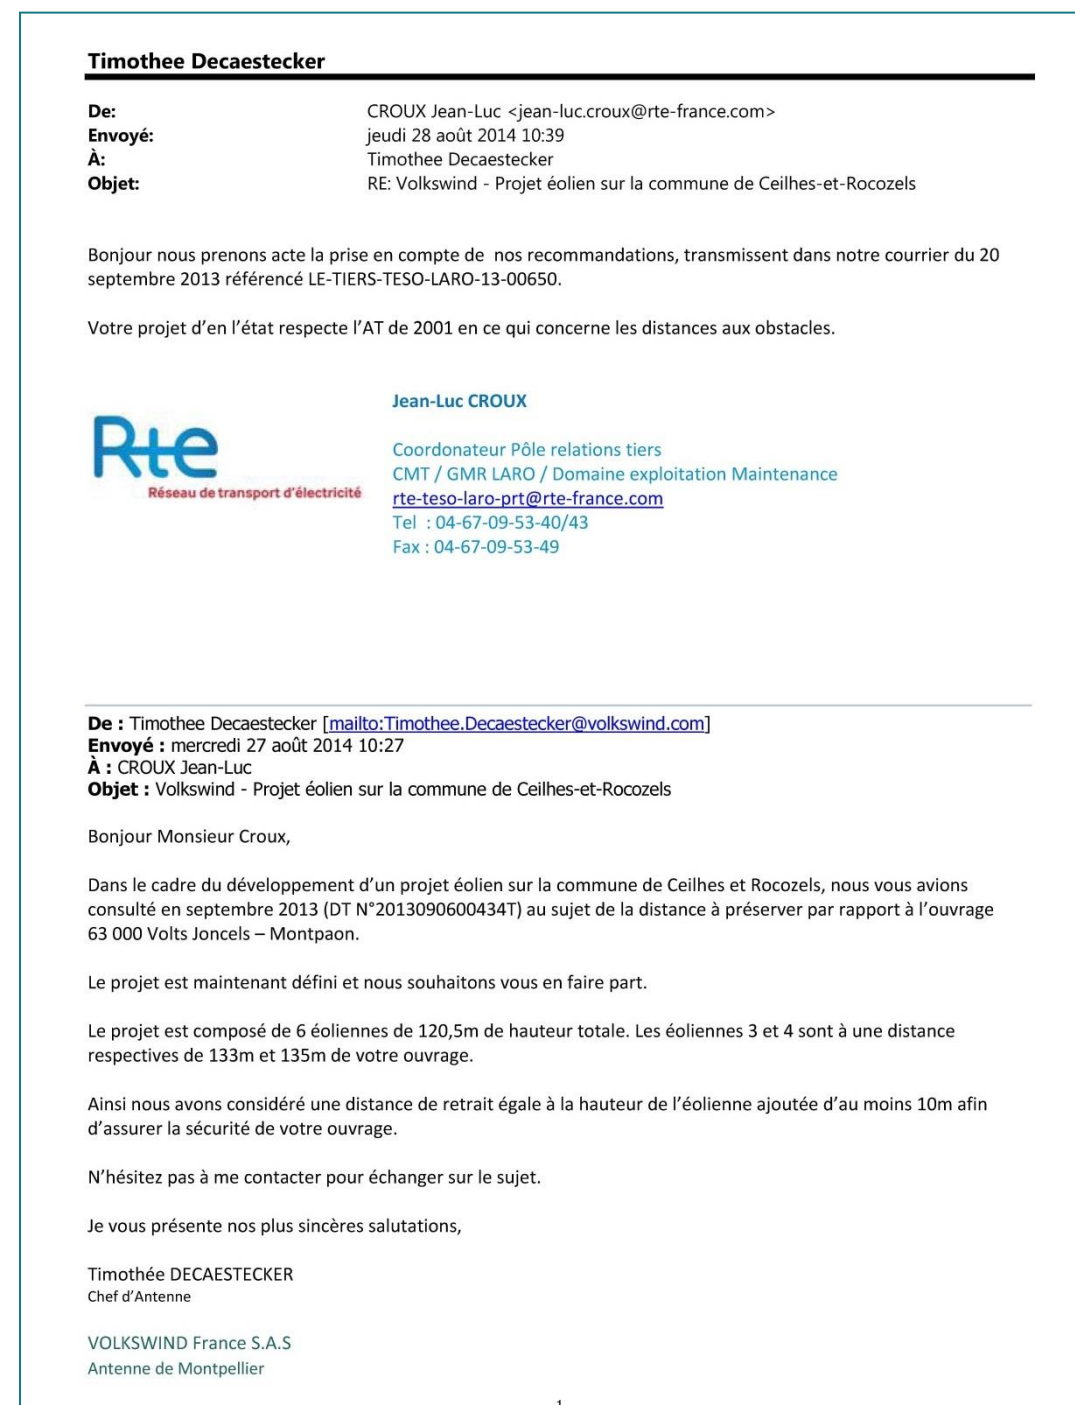 Timothee Decaestecker
De: CROUX Jean-Luc <jean-luc.croux@rte-france.com>
Envoyé: jeudi 28 août 2014 10:39
À: Timothee Decaestecker
Objet: RE: Volkswind - Projet éolien sur la commune de Ceilhes-et-Rocozels
Bonjour nous prenons acte la prise en compte de  nos recommandations, transmissent dans notre courrier du 20
septembre 2013 référencé LE-TIERS-TESO-LARO-13-00650.
Votre projet d’en l’état respecte l’AT de 2001 en ce qui concerne les distances aux obstacles.
Rte
Réseau de transport d'électricité
Jean-Luc CROUX
Coordonateur Pôle relations tiers
CMT / GMR LARO / Domaine exploitation Maintenance
rte-teso-laro-prt@rte-france.com
Tel  : 04-67-09-53-40/43
Fax : 04-67-09-53-49
De : Timothee Decaestecker [mailto:Timothee.Decaestecker@volkswind.com]
Envoyé : mercredi 27 août 2014 10:27
À : CROUX Jean-Luc
Objet : Volkswind - Projet éolien sur la commune de Ceilhes-et-Rocozels
Bonjour Monsieur Croux,
Dans le cadre du développement d’un projet éolien sur la commune de Ceilhes et Rocozels, nous vous avions
consulté en septembre 2013 (DT N°2013090600434T) au sujet de la distance à préserver par rapport à l’ouvrage
63 000 Volts Joncels – Montpaon.
Le projet est maintenant défini et nous souhaitons vous en faire part.
Le projet est composé de 6 éoliennes de 120,5m de hauteur totale. Les éoliennes 3 et 4 sont à une distance
respectives de 133m et 135m de votre ouvrage.
Ainsi nous avons considéré une distance de retrait égale à la hauteur de l’éolienne ajoutée d’au moins 10m afin
d’assurer la sécurité de votre ouvrage.
N’hésitez pas à me contacter pour échanger sur le sujet.
Je vous présente nos plus sincères salutations,
Timothée DECAESTECKER
Chef d’Antenne
VOLKSWIND France S.A.S
Antenne de Montpellier
1